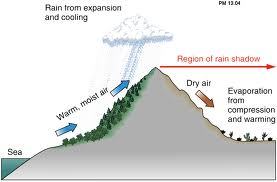 PM 13.04
Rain from expansion
and cooling
Region of rain shadow
Warm, moist air
Dry air
Evaporation
from
compression
and warming
Sea